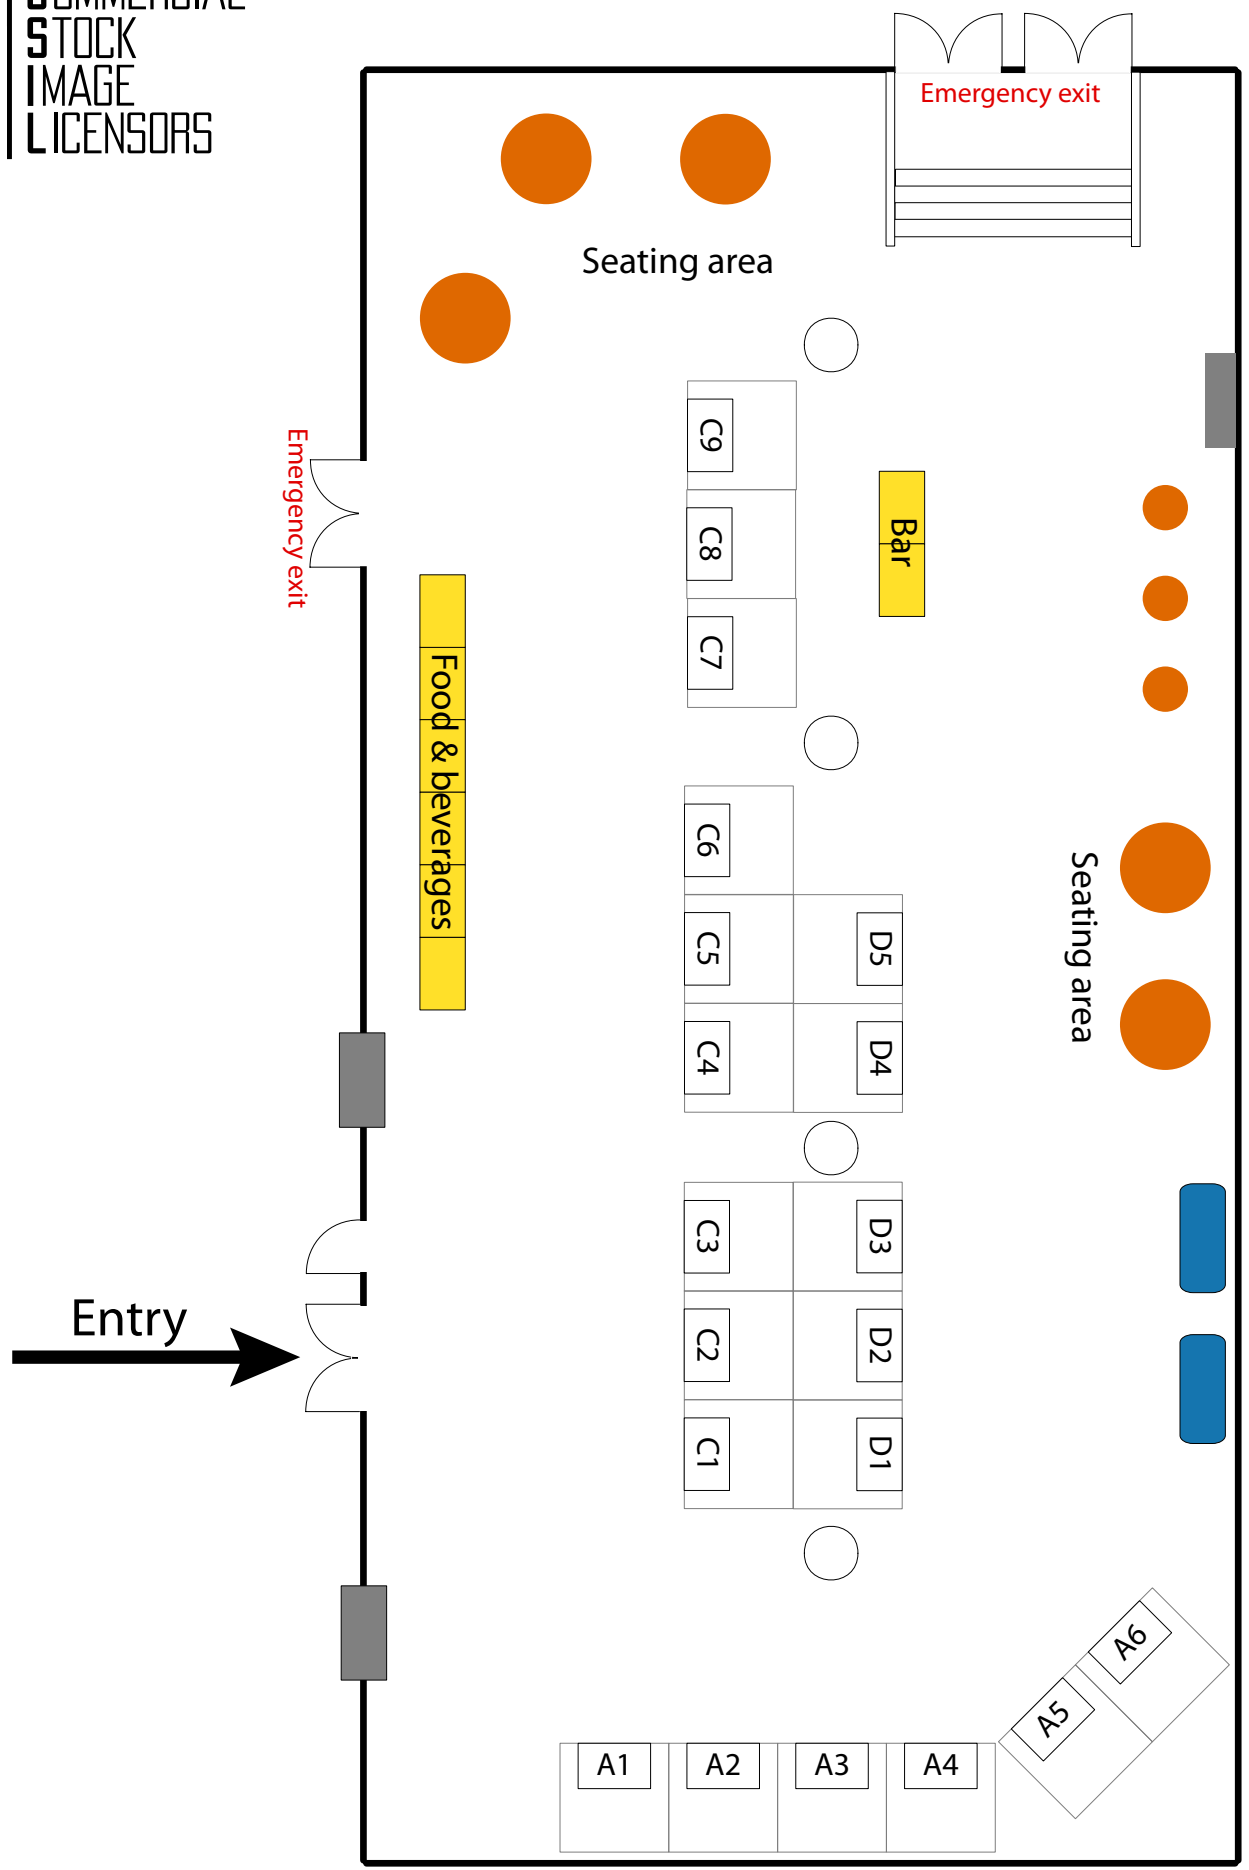 COMMERCIAL
STOCK
IMAGE
LICENSORS
Emergency exit
Seating area
Emergency exit
C9
C8
C7
Bar
Food & beverages
C6
C5
D5
C4
D4
Seating area
C3
D3
C2
D2
C1
D1
Entry
A6
A5
A1
A2
A3
A4